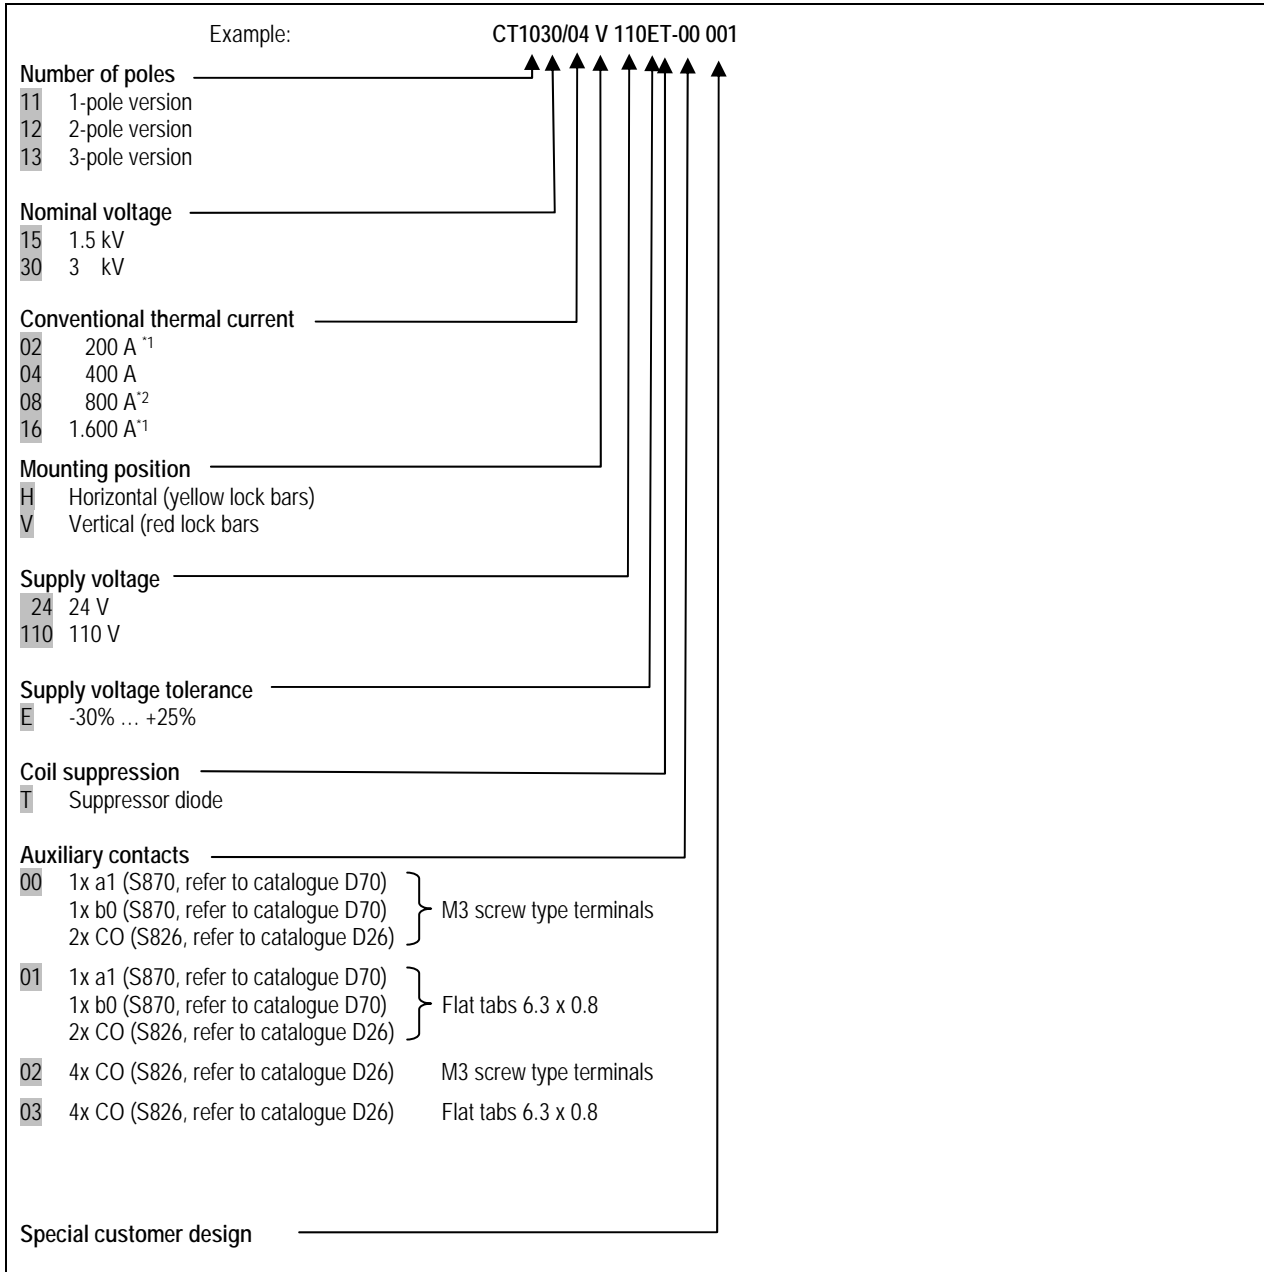 Example: CT1030/04 V 110ET-00 001
Number of poles
11 1-pole version
12 2-pole version
13 3-pole version
Nominal voltage
15 1.5 kV
30 3 kV
Conventional thermal current
02 200 A *1
04 400 A
08 800 A*2
16 1.600 A*1
Mounting position
H Horizontal (yellow lock bars)
V Vertical (red lock bars
Supply voltage
24 24 V
110 110 V
Supply voltage tolerance
E -30% … +25%
Coil suppression
T Suppressor diode
Auxiliary contacts
00 1x a1 (S870, refer to catalogue D70)
1x b0 (S870, refer to catalogue D70) M3 screw type terminals
2x CO (S826, refer to catalogue D26)
01 1x a1 (S870, refer to catalogue D70)
1x b0 (S870, refer to catalogue D70) Flat tabs 6.3 x 0.8
2x CO (S826, refer to catalogue D26)
02 4x CO (S826, refer to catalogue D26) M3 screw type terminals
03 4x CO (S826, refer to catalogue D26) Flat tabs 6.3 x 0.8
Special customer design